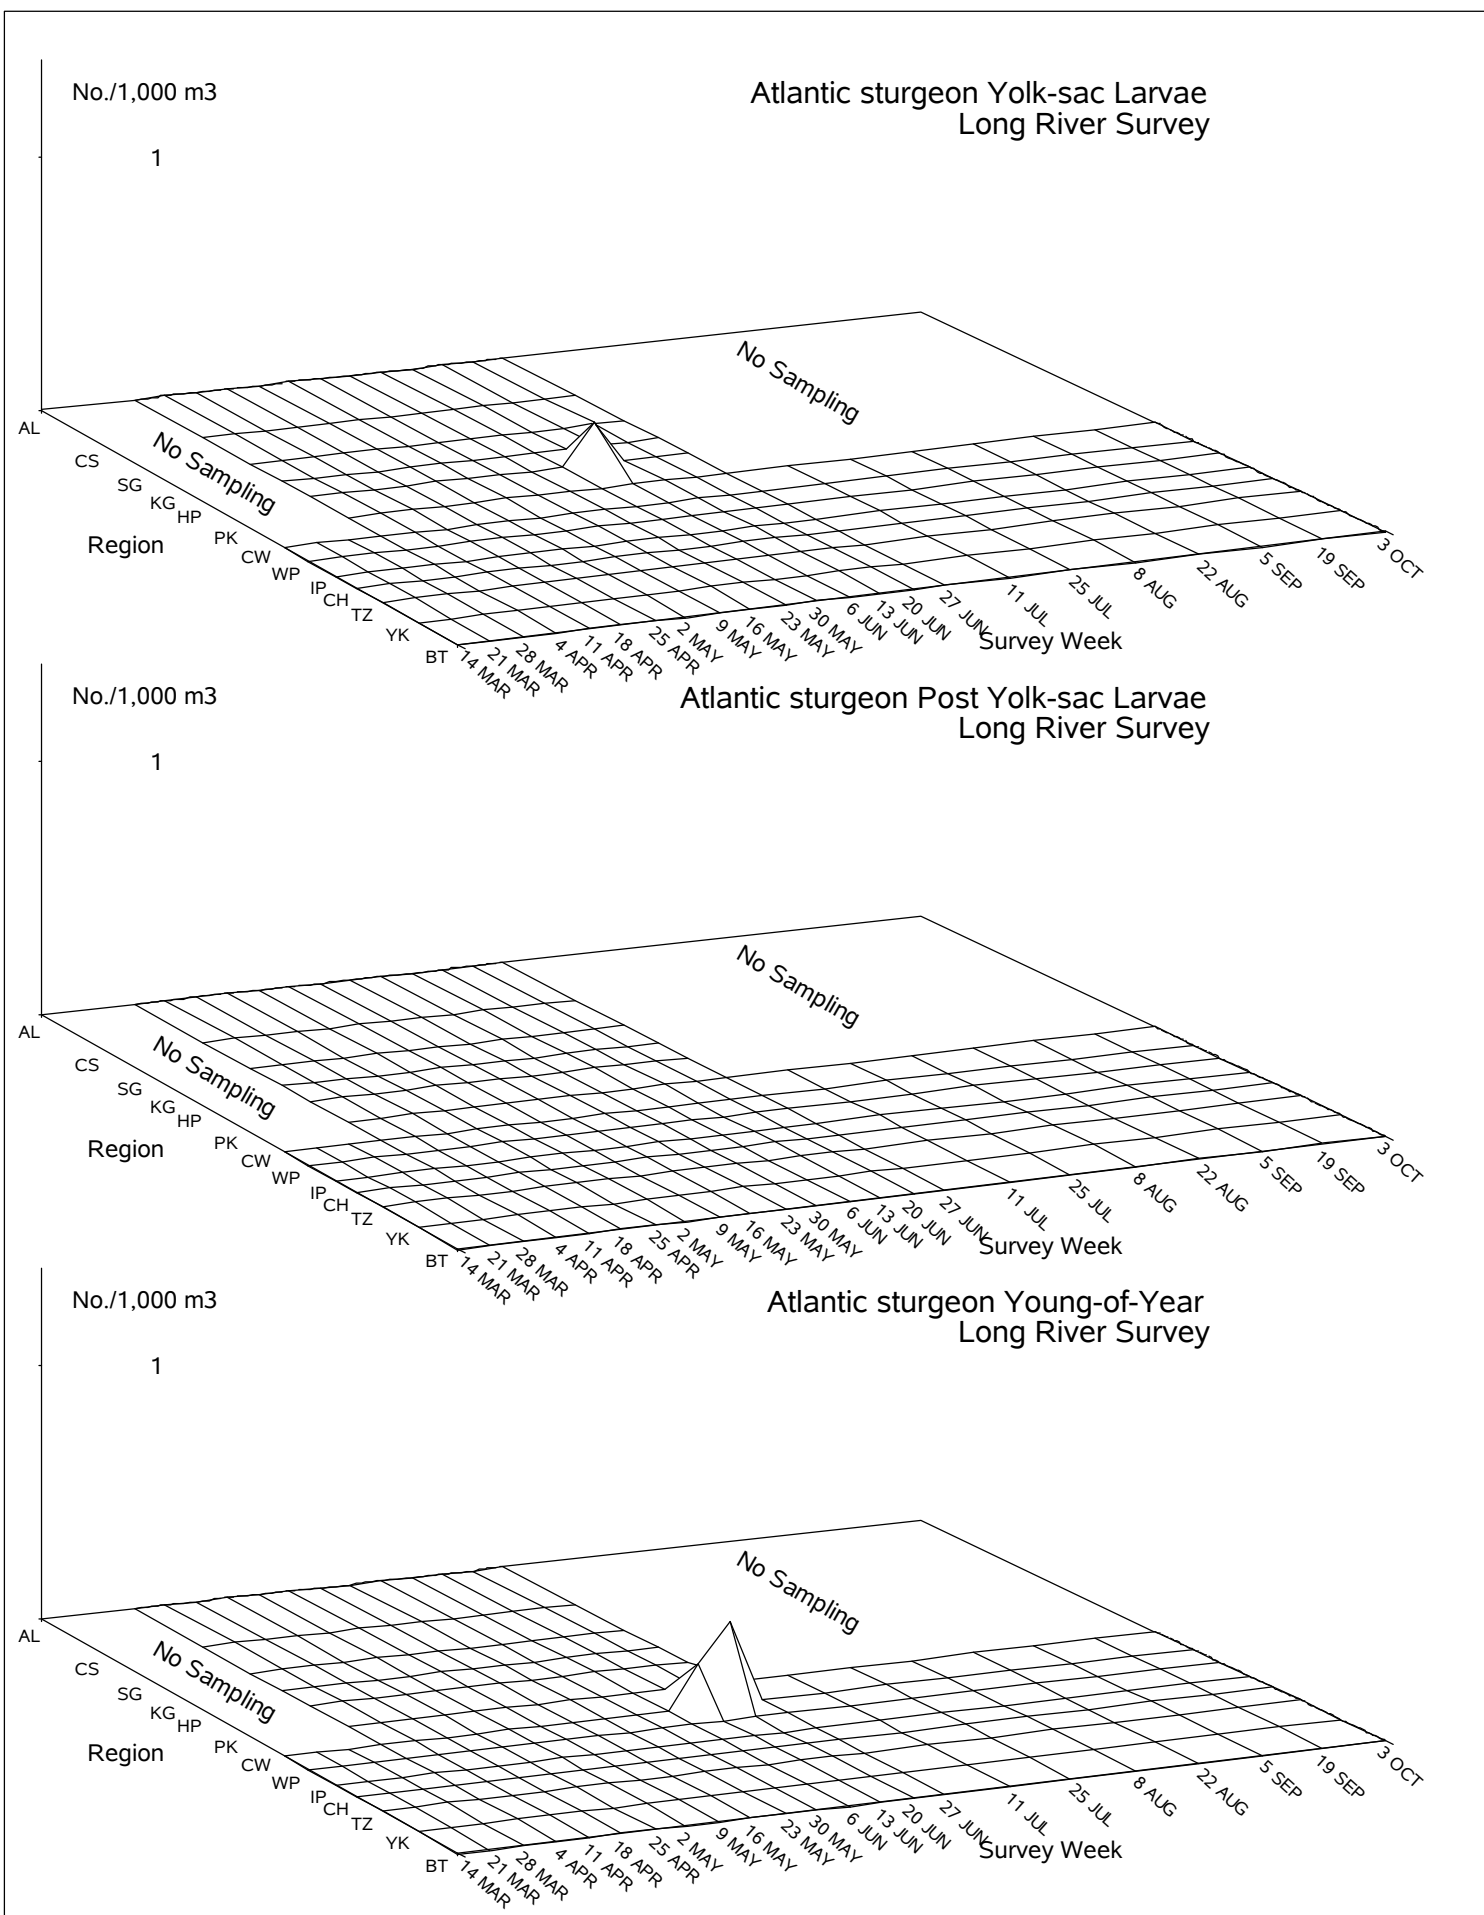 No./1,000 m3
Atlantic sturgeon Yolk-sac Larvae
Long River Survey
1
No Sampling
No Sampling
AL
CS
SG
KG
HP
PK
CW
WP
IP
CH
TZ
YK
BT
Region
14 MAR
21 MAR
28 MAR
4 APR
11 APR
18 APR
25 APR
2 MAY
9 MAY
16 MAY
23 MAY
30 MAY
6 JUN
13 JUN
20 JUN
27 JUN
11 JUL
25 JUL
8 AUG
22 AUG
5 SEP
19 SEP
3 OCT
Survey Week
No./1,000 m3
Atlantic sturgeon Post Yolk-sac Larvae
Long River Survey
1
No Sampling
No Sampling
AL
CS
SG
KG
HP
PK
CW
WP
IP
CH
TZ
YK
BT
Region
14 MAR
21 MAR
28 MAR
4 APR
11 APR
18 APR
25 APR
2 MAY
9 MAY
16 MAY
23 MAY
30 MAY
6 JUN
13 JUN
20 JUN
27 JUN
11 JUL
25 JUL
8 AUG
22 AUG
5 SEP
19 SEP
3 OCT
Survey Week
No./1,000 m3
Atlantic sturgeon Young-of-Year
Long River Survey
1
No Sampling
No Sampling
AL
CS
SG
KG
HP
PK
CW
WP
IP
CH
TZ
YK
BT
Region
14 MAR
21 MAR
28 MAR
4 APR
11 APR
18 APR
25 APR
2 MAY
9 MAY
16 MAY
23 MAY
30 MAY
6 JUN
13 JUN
20 JUN
27 JUN
11 JUL
25 JUL
8 AUG
22 AUG
5 SEP
19 SEP
3 OCT
Survey Week